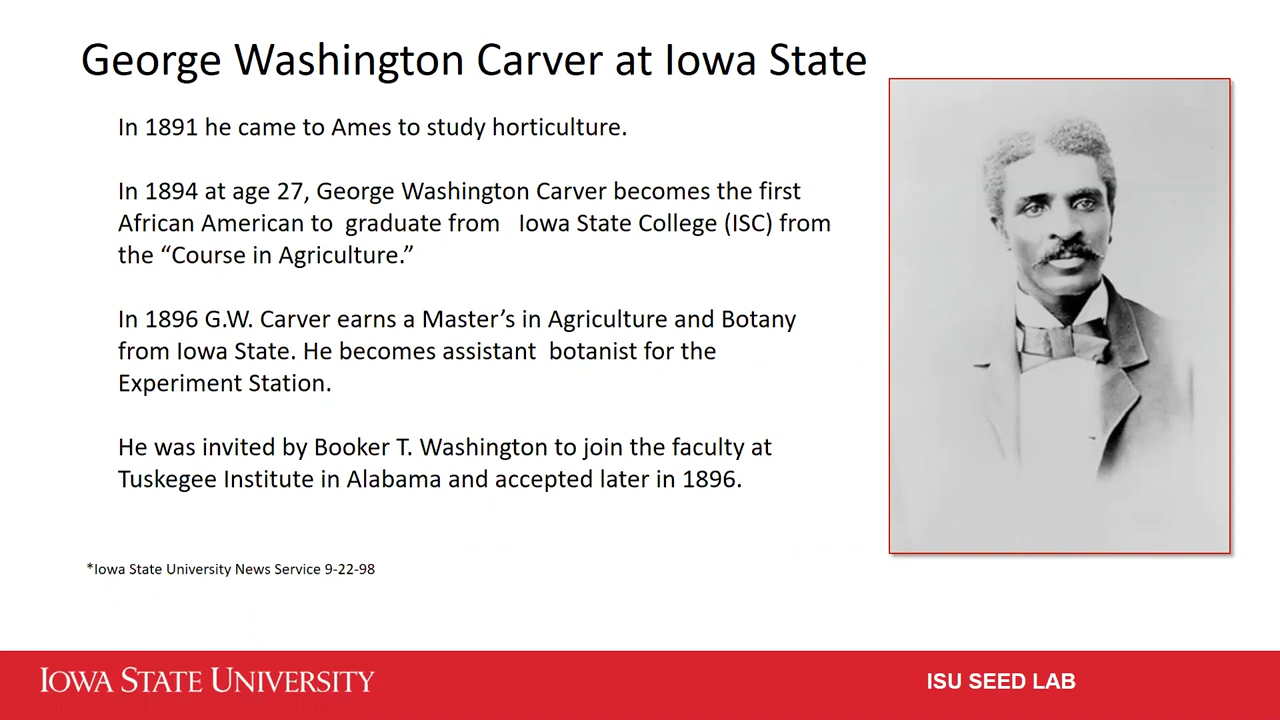 George Washington Carver at Iowa State
In 1891 he came to Ames to study horticulture.
In 1894 at age 27, George Washington Carver becomes the first
African American to  graduate from   Iowa State College (ISC) from
the “Course in Agriculture.”
In 1896 G.W. Carver earns a Master’s in Agriculture and Botany
from Iowa State. He becomes assistant  botanist for the
Experiment Station.
He was invited by Booker T. Washington to join the faculty at
Tuskegee Institute in Alabama and accepted later in 1896.
*Iowa State University News Service 9-22-98
IOWA STATE UNIVERSITY
ISU SEED LAB